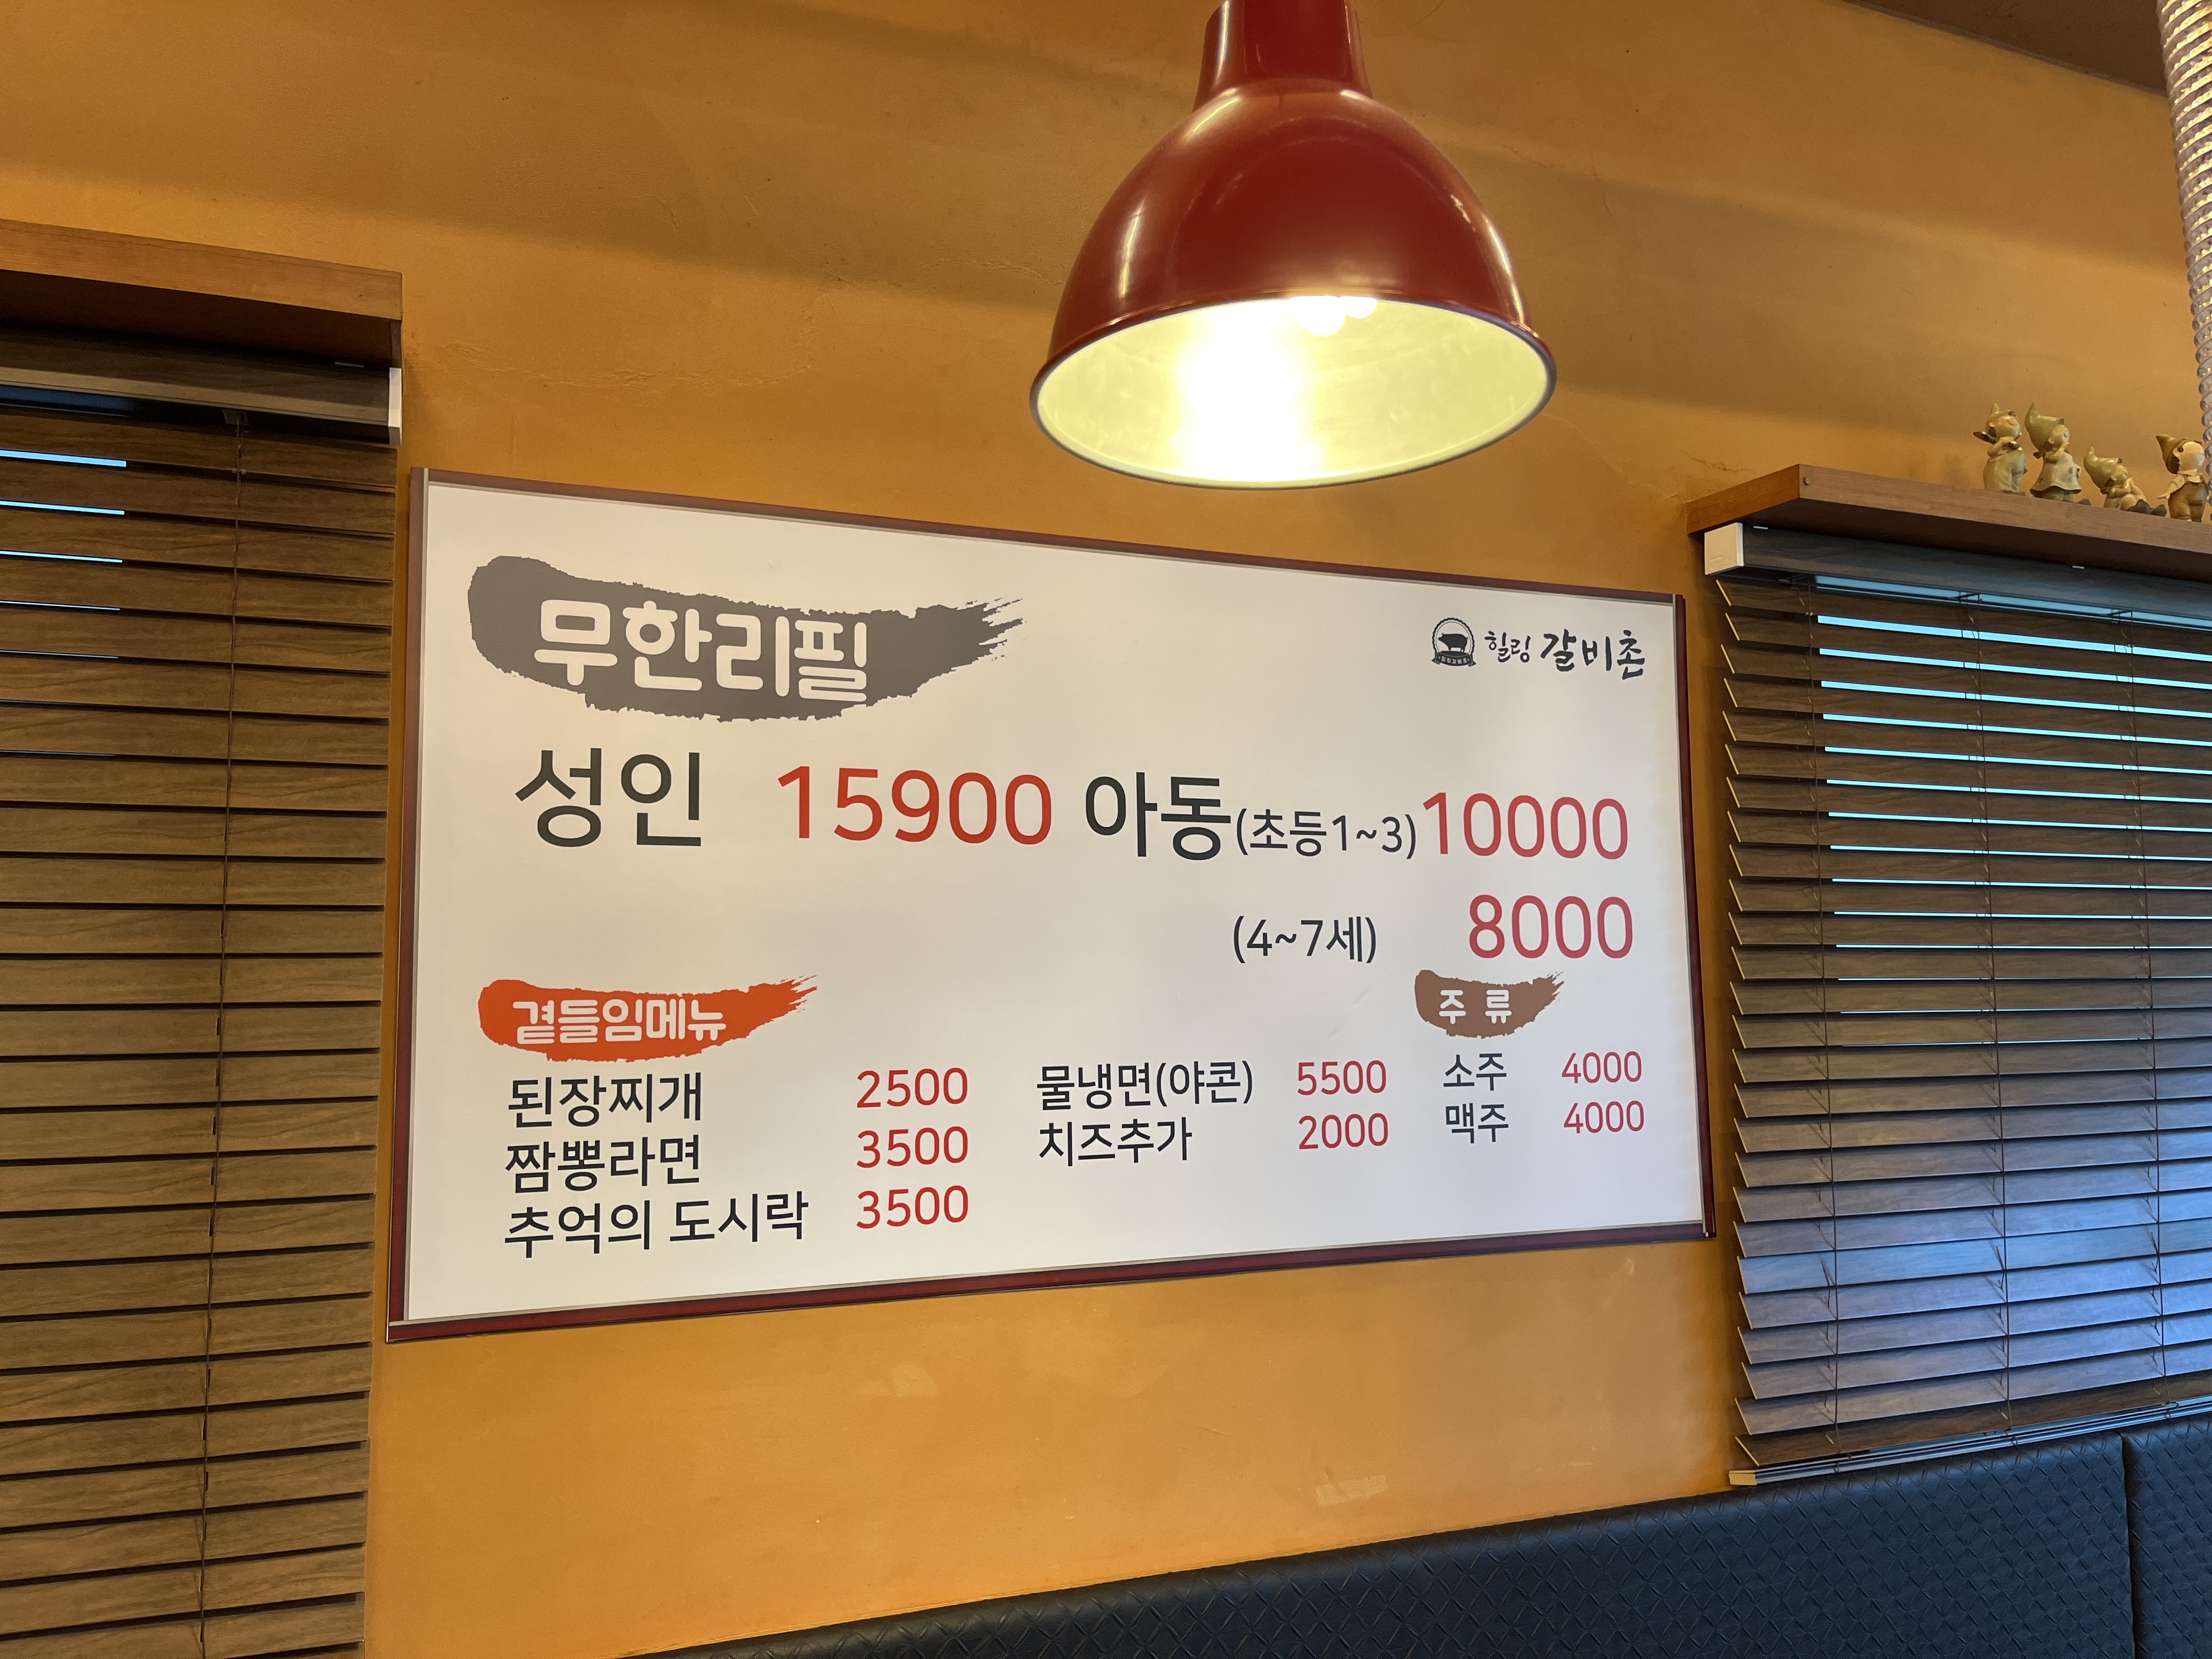 무한리필
힐링 갈비촌
성인 15900 아동(초등1~3) 10000
(4~7세) 8000
곁들임메뉴
된장찌개 2500
짬뽕라면 3500
추억의 도시락 3500
물냉면(야콘) 5500
치즈추가 2000
주류
소주 4000
맥주 4000